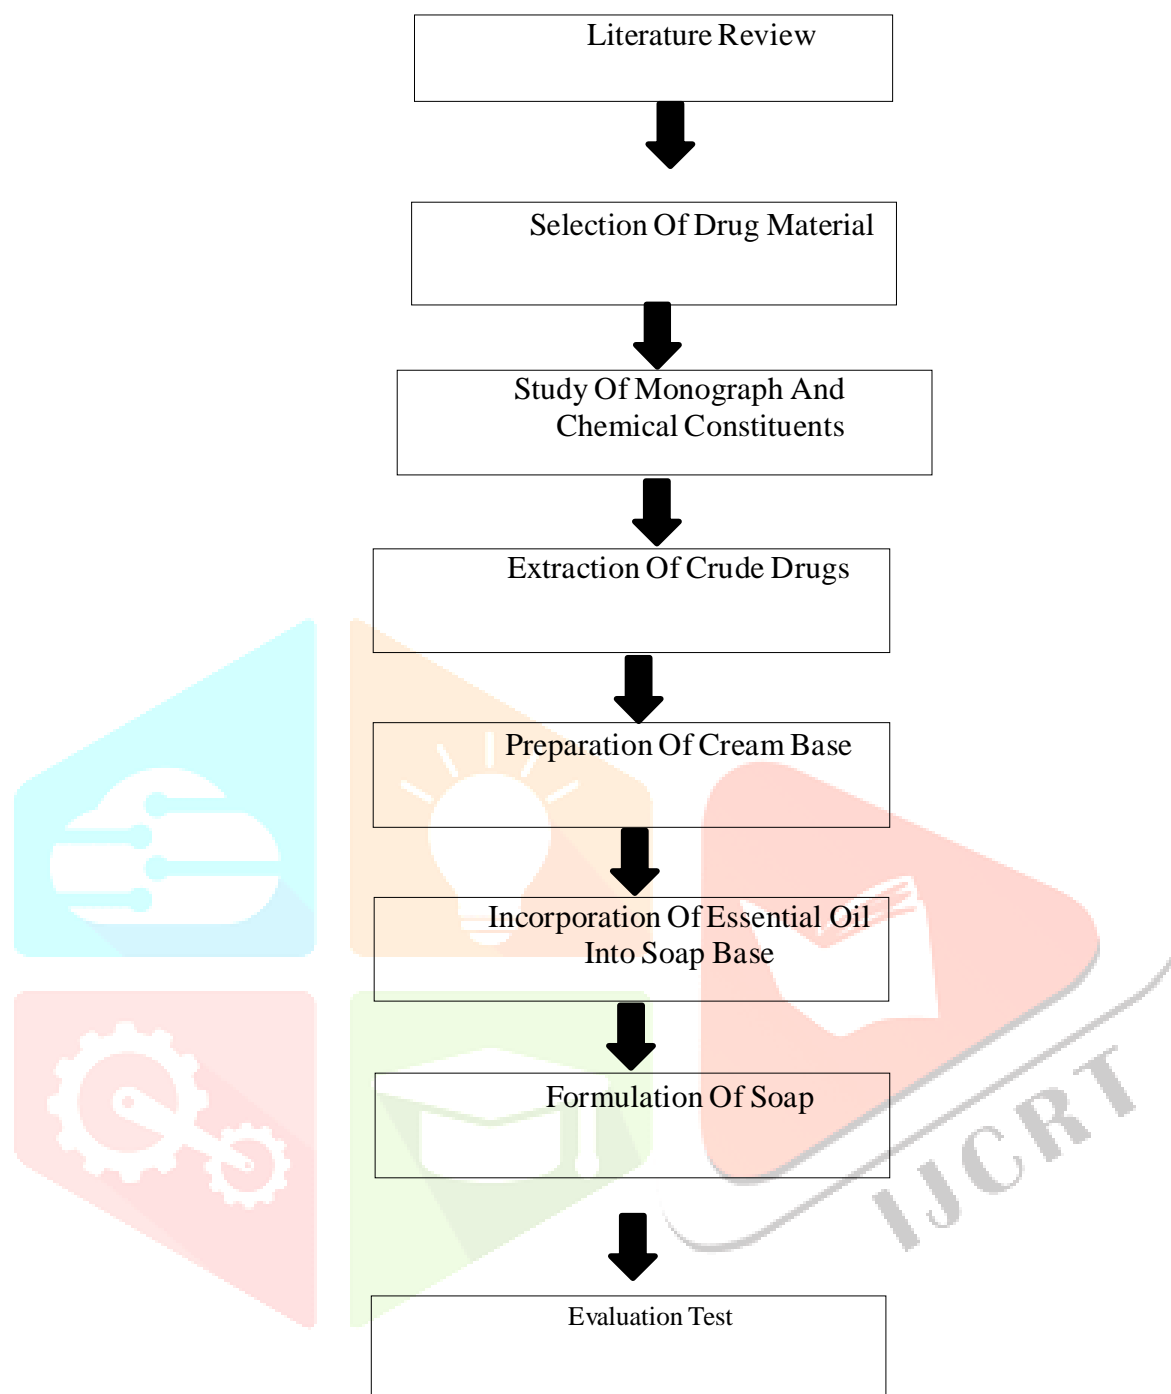 Literature Review
Selection Of Drug Material
Study Of Monograph And
Chemical Constituents
Extraction Of Crude Drugs
Preparation Of Cream Base
Incorporation Of Essential Oil
Into Soap Base
Formulation Of Soap
IJCRT
Evaluation Test